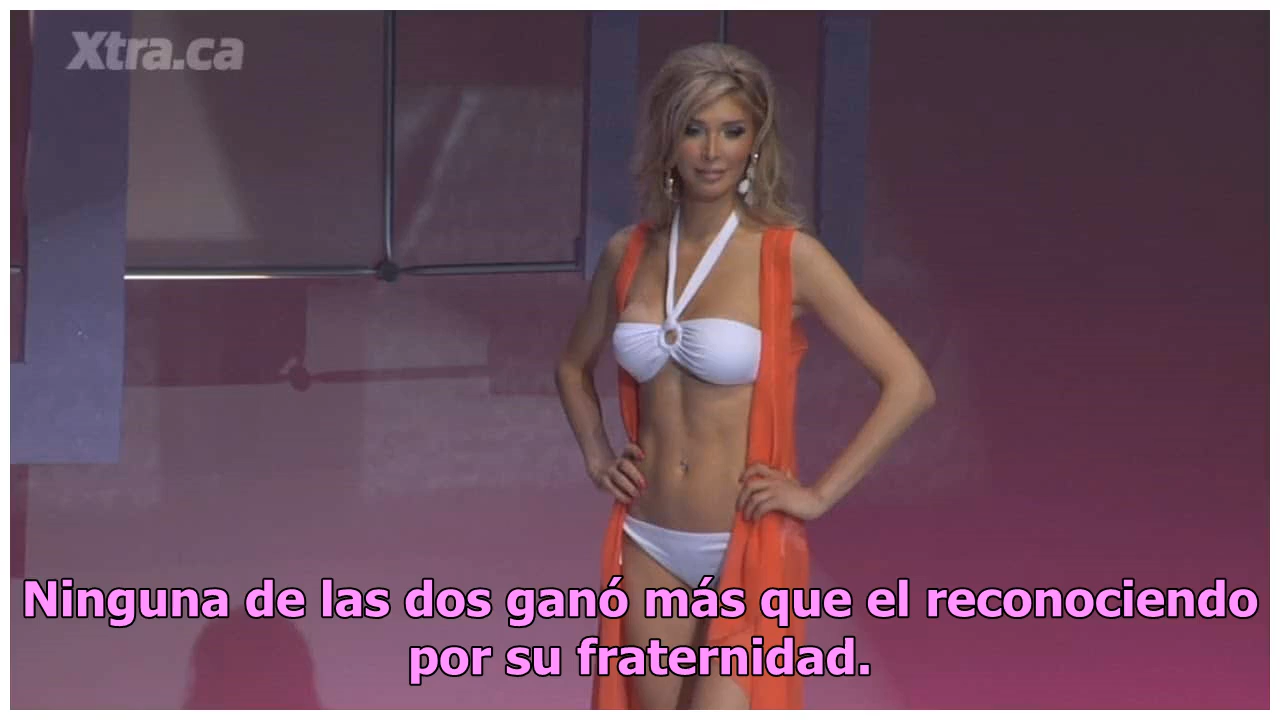 Xtra.ca
Ninguna de las dos ganó más que el reconociendo
por su fraternidad.